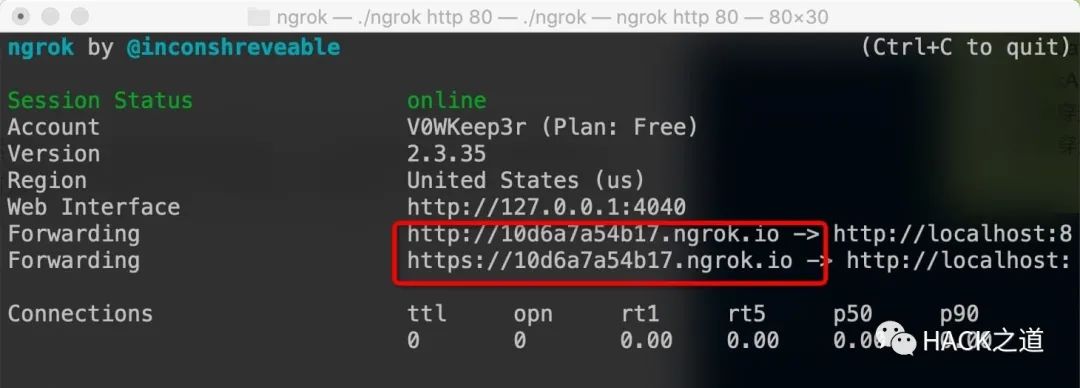 ngrok — ./ngrok http 80 — ./ngrok — ngrok http 80 — 80×30
ngrok by @inconshreveable (Ctrl+C to quit)
Session Status online
Account V0WKeep3r (Plan: Free)
Version 2.3.35
Region United States (us)
Web Interface http://127.0.0.1:4040
Forwarding http://10d6a7a54b17.ngrok.io -> http://localhost:8
Forwarding https://10d6a7a54b17.ngrok.io -> http://localhost:
Connections ttl opn rt1 rt5 p50 p90
0 0 0.00 0.00 0.00 0.00
HACK之道